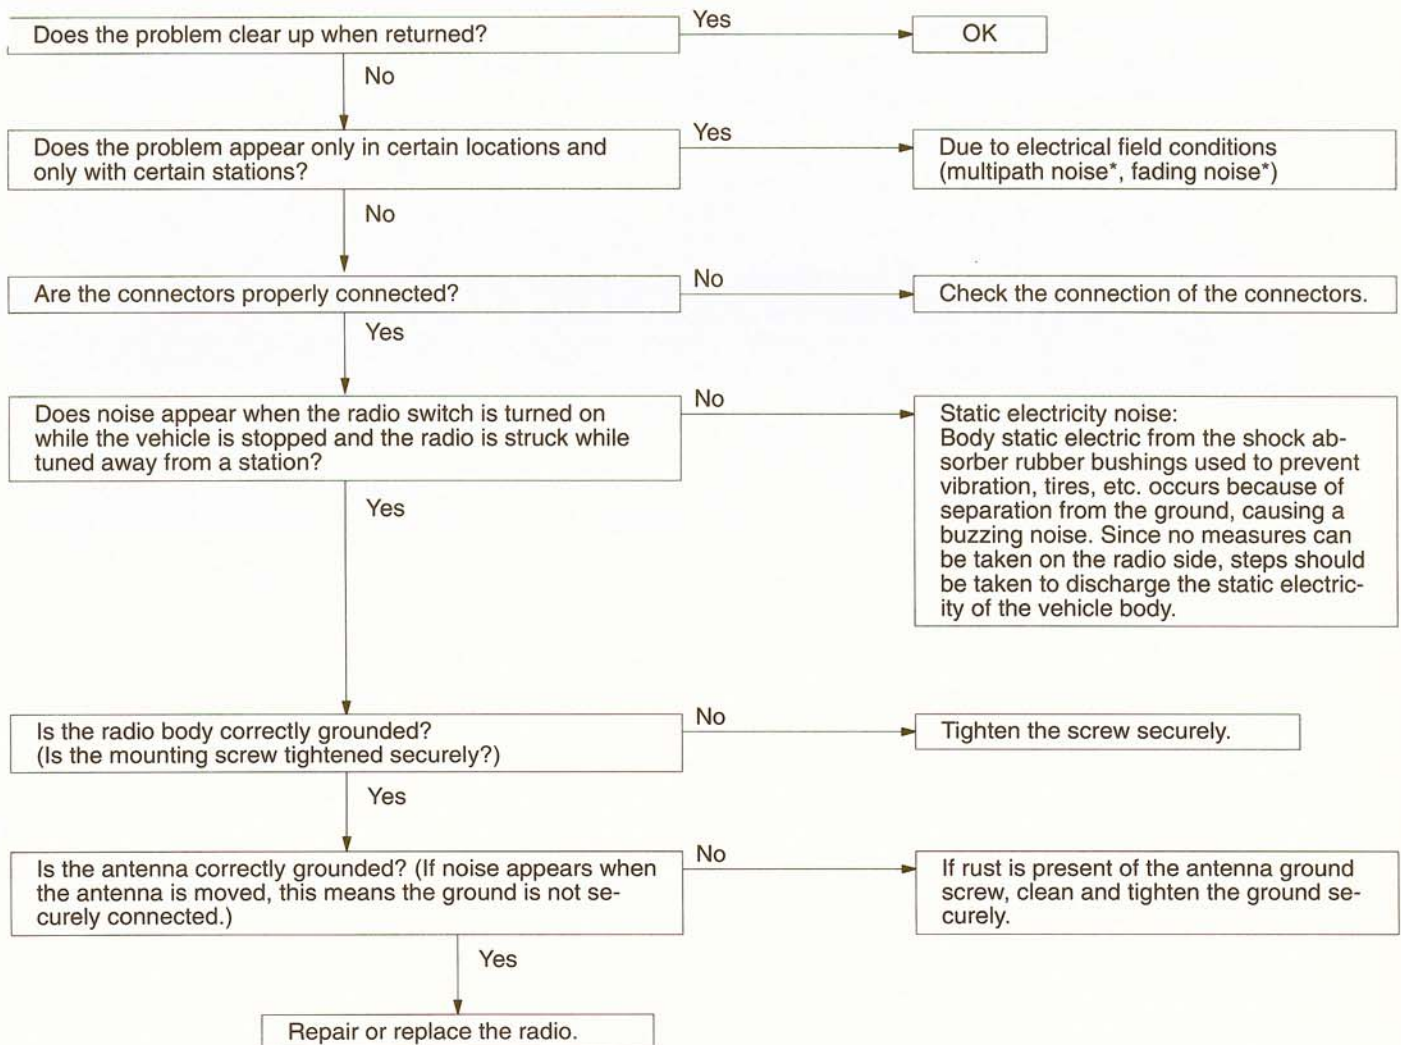 Does the problem clear up when returned?
Yes
OK
No
Does the problem appear only in certain locations and
only with certain stations?
Yes
Due to electrical field conditions
(multipath noise*, fading noise*)
No
Are the connectors properly connected?
No
Check the connection of the connectors.
Yes
Does noise appear when the radio switch is turned on
while the vehicle is stopped and the radio is struck while
tuned away from a station?
No
Static electricity noise:
Body static electric from the shock ab-
sorber rubber bushings used to prevent
vibration, tires, etc. occurs because of
separation from the ground, causing a
buzzing noise. Since no measures can
be taken on the radio side, steps should
be taken to discharge the static electric-
ity of the vehicle body.
Yes
Is the radio body correctly grounded?
(Is the mounting screw tightened securely?)
No
Tighten the screw securely.
Yes
Is the antenna correctly grounded? (If noise appears when
the antenna is moved, this means the ground is not se-
curely connected.)
No
If rust is present of the antenna ground
screw, clean and tighten the ground se-
curely.
Yes
Repair or replace the radio.